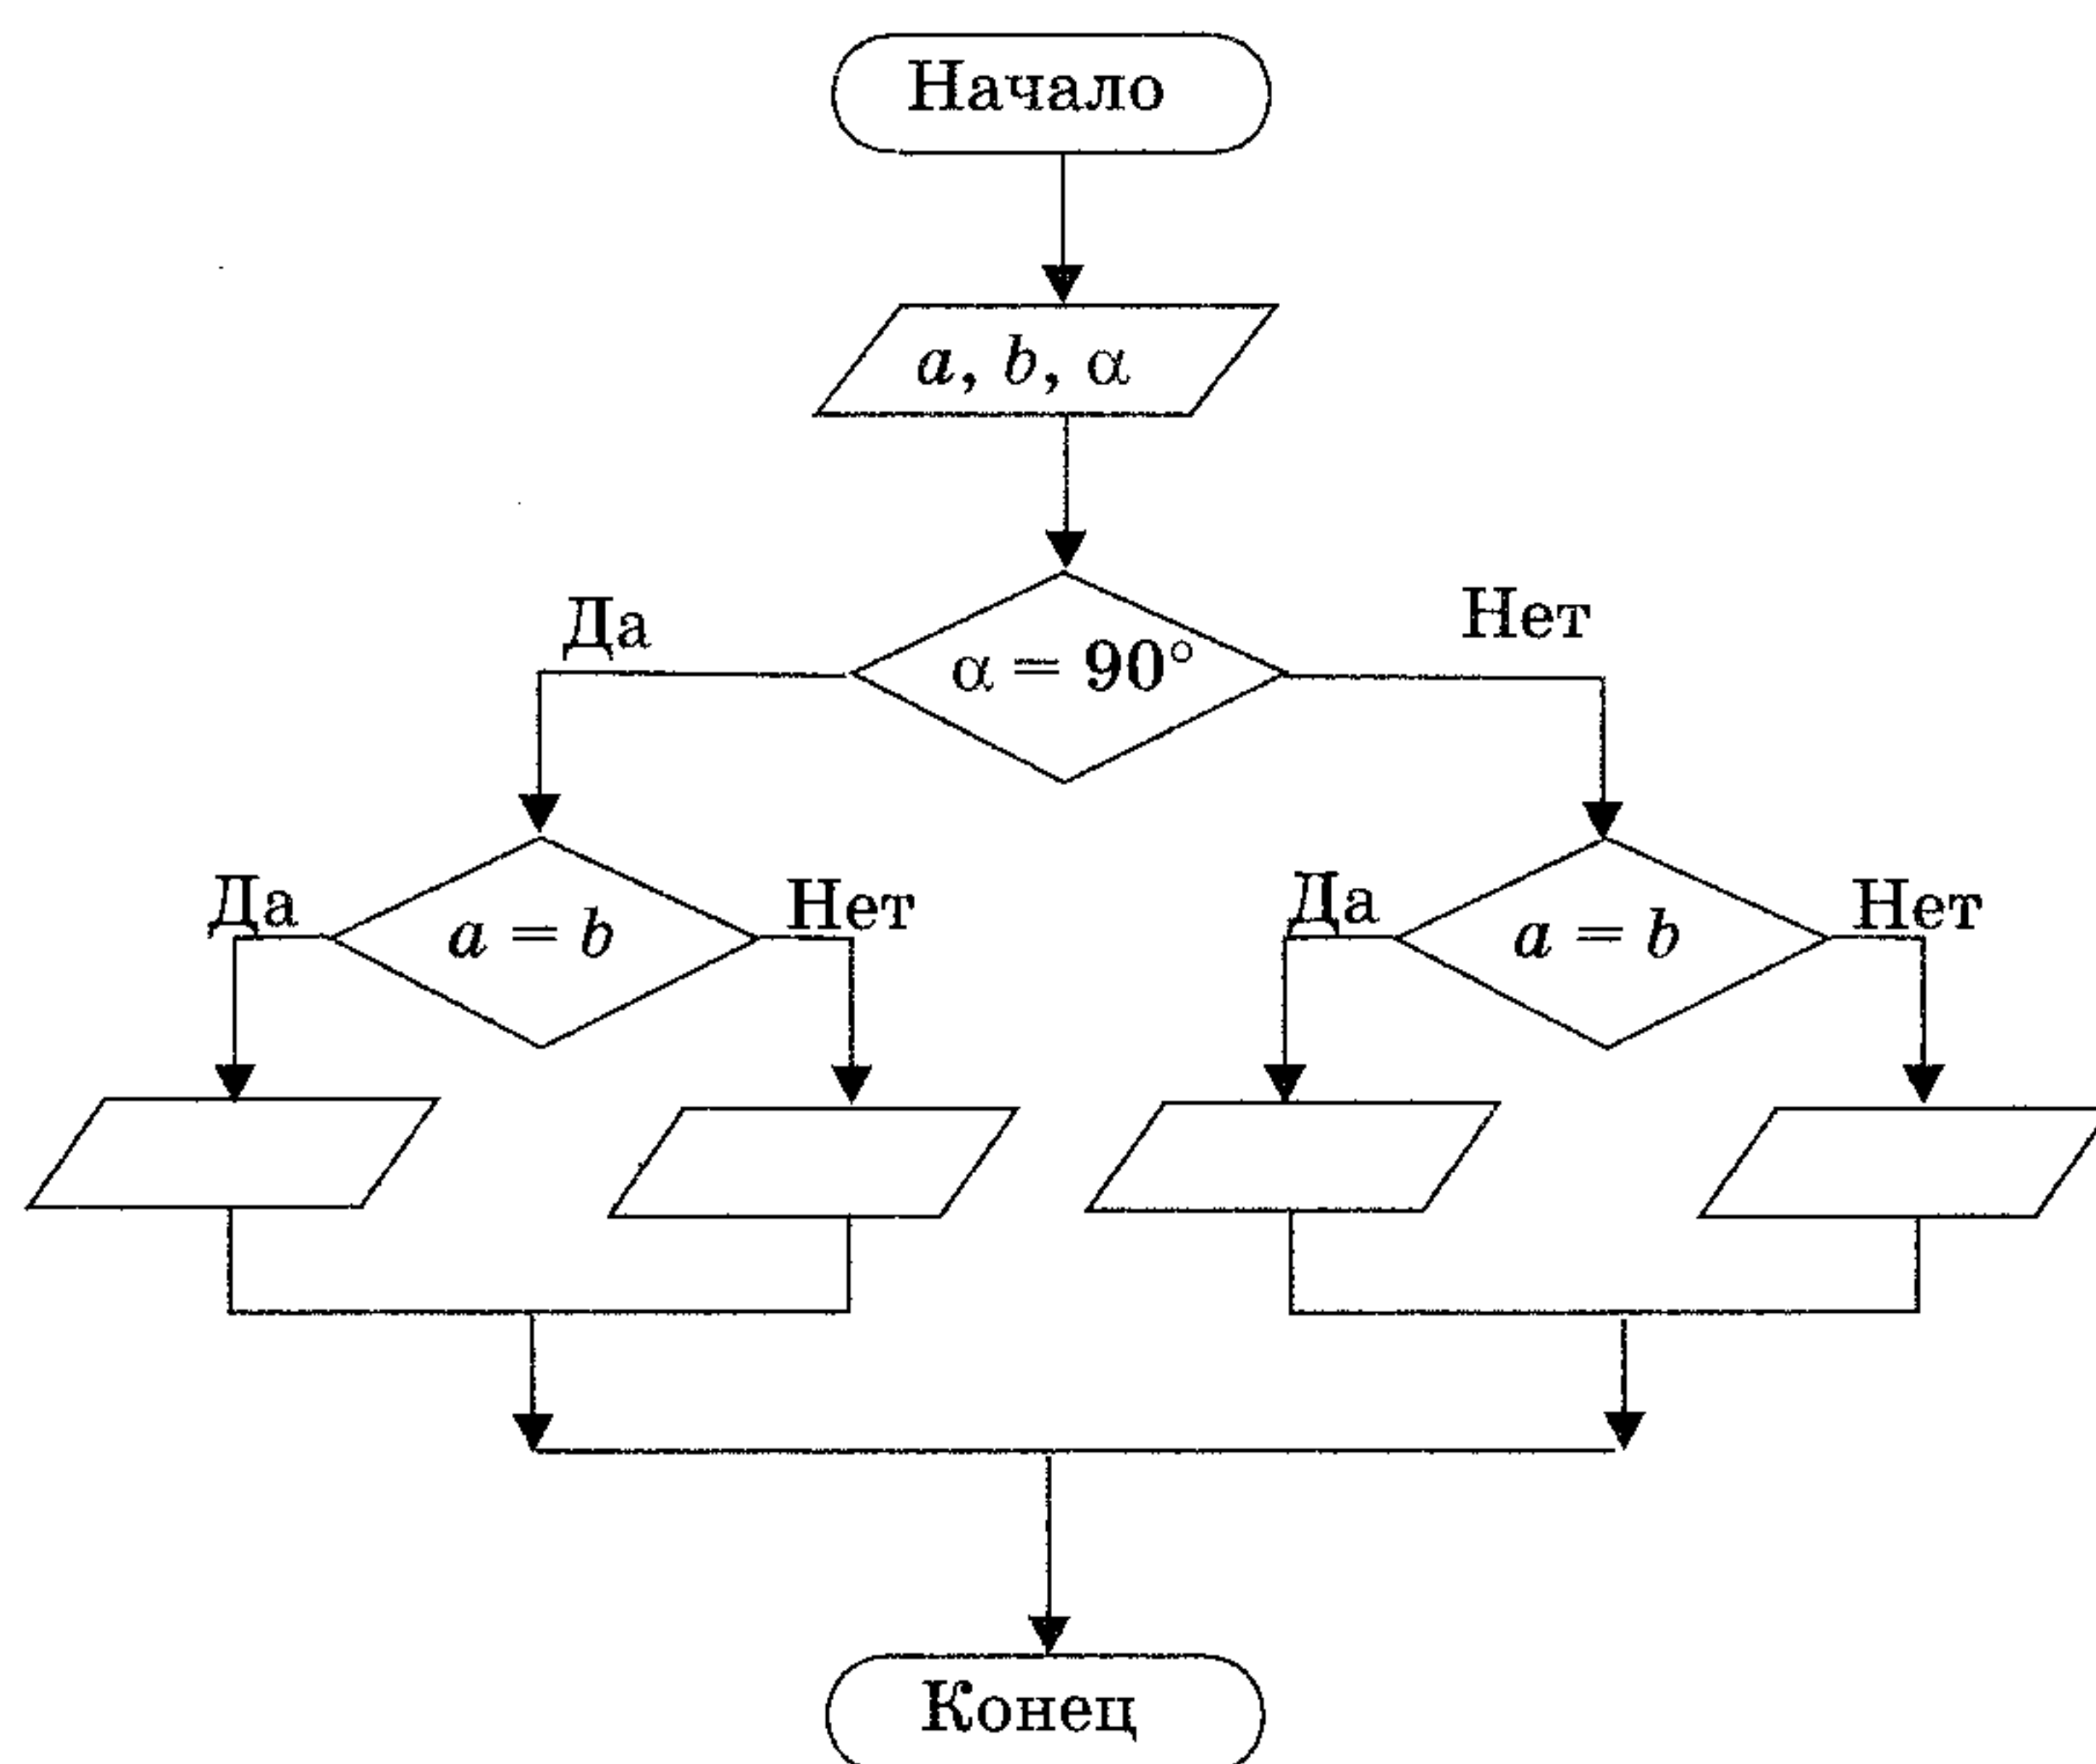 Начало
a, b, α
Да
α = 90°
Нет
Да
a = b
Нет
Да
a = b
Нет
Конец